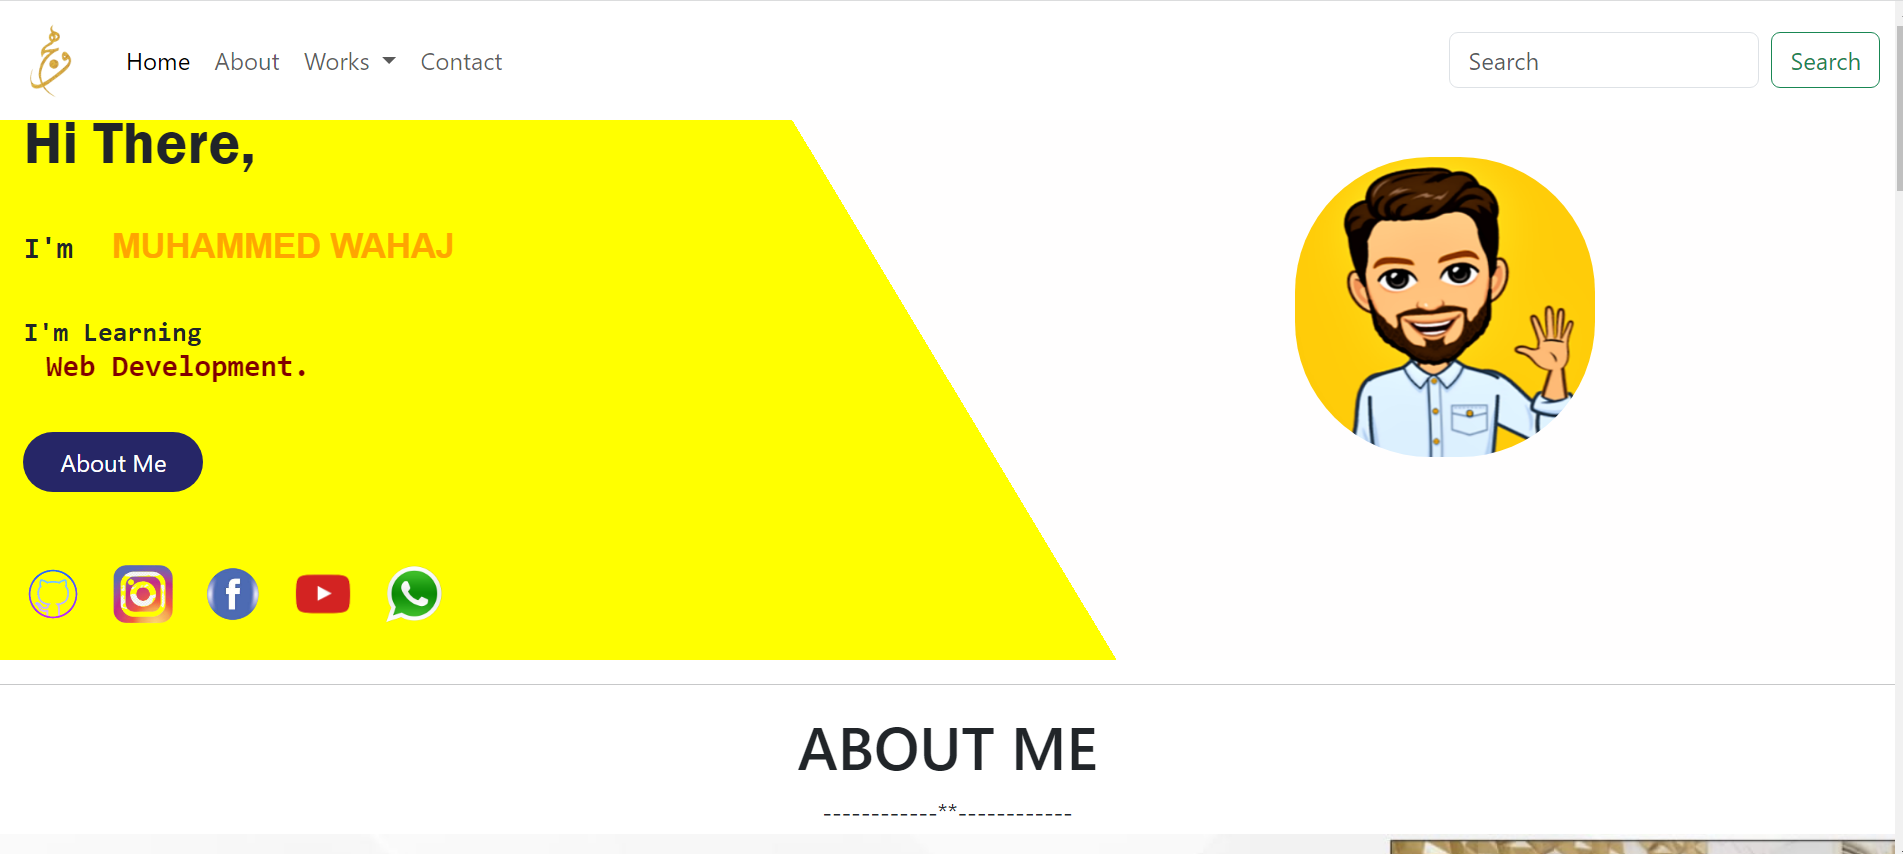 Home About Works Contact Search Search
Hi There,
I'm MUHAMMED WAHAJ
I'm Learning
Web Development.
About Me
ABOUT ME
------------**------------